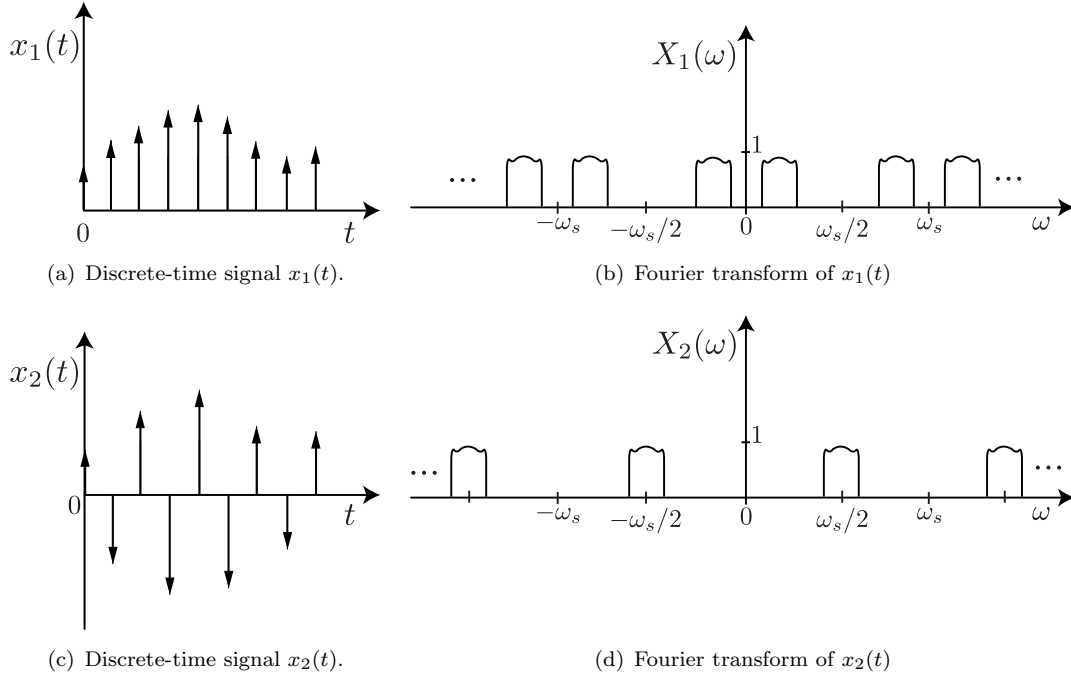 x₁(t)
0
t
(a) Discrete-time signal x₁(t).
X₁(ω)
1
...
...
−ωₛ
−ωₛ/2
0
ωₛ/2
ωₛ
ω
(b) Fourier transform of x₁(t)
x₂(t)
0
t
(c) Discrete-time signal x₂(t).
X₂(ω)
1
...
...
−ωₛ
−ωₛ/2
0
ωₛ/2
ωₛ
ω
(d) Fourier transform of x₂(t)